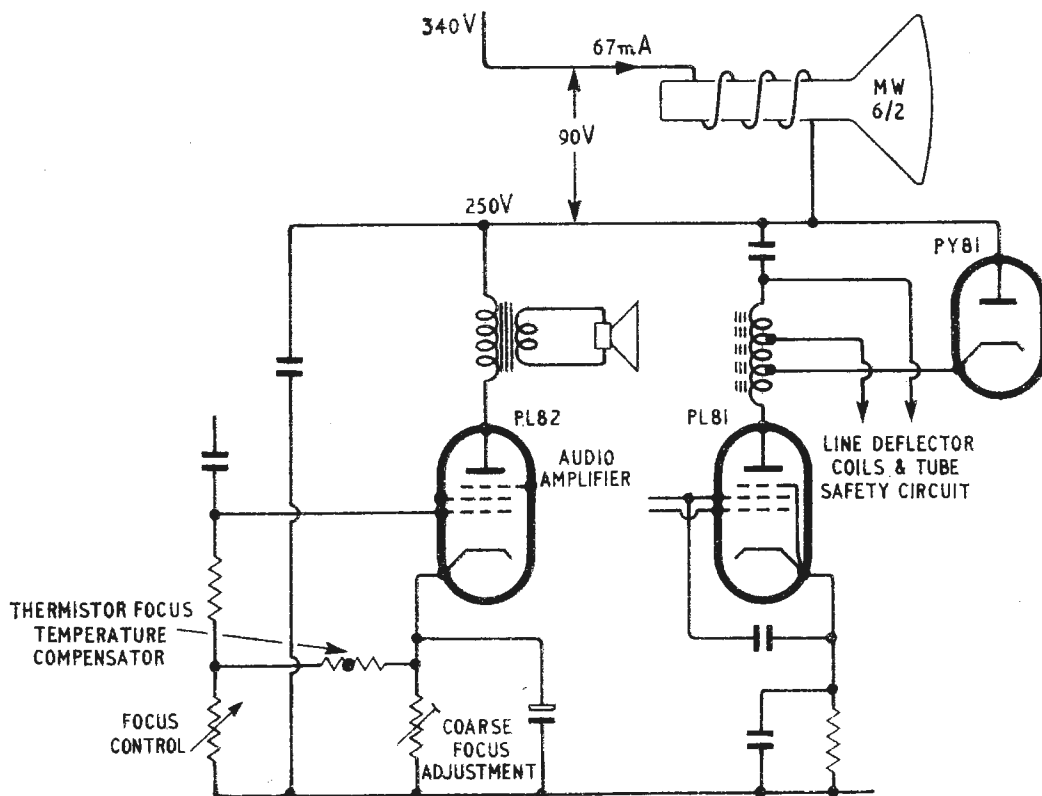 340V
67mA
MW
6/2
90V
250V
PY81
PL82
PL81
AUDIO
AMPLIFIER
LINE DEFLECTOR
COILS & TUBE
SAFETY CIRCUIT
THERMISTOR FOCUS
TEMPERATURE
COMPENSATOR
FOCUS
CONTROL
COARSE
FOCUS
ADJUSTMENT